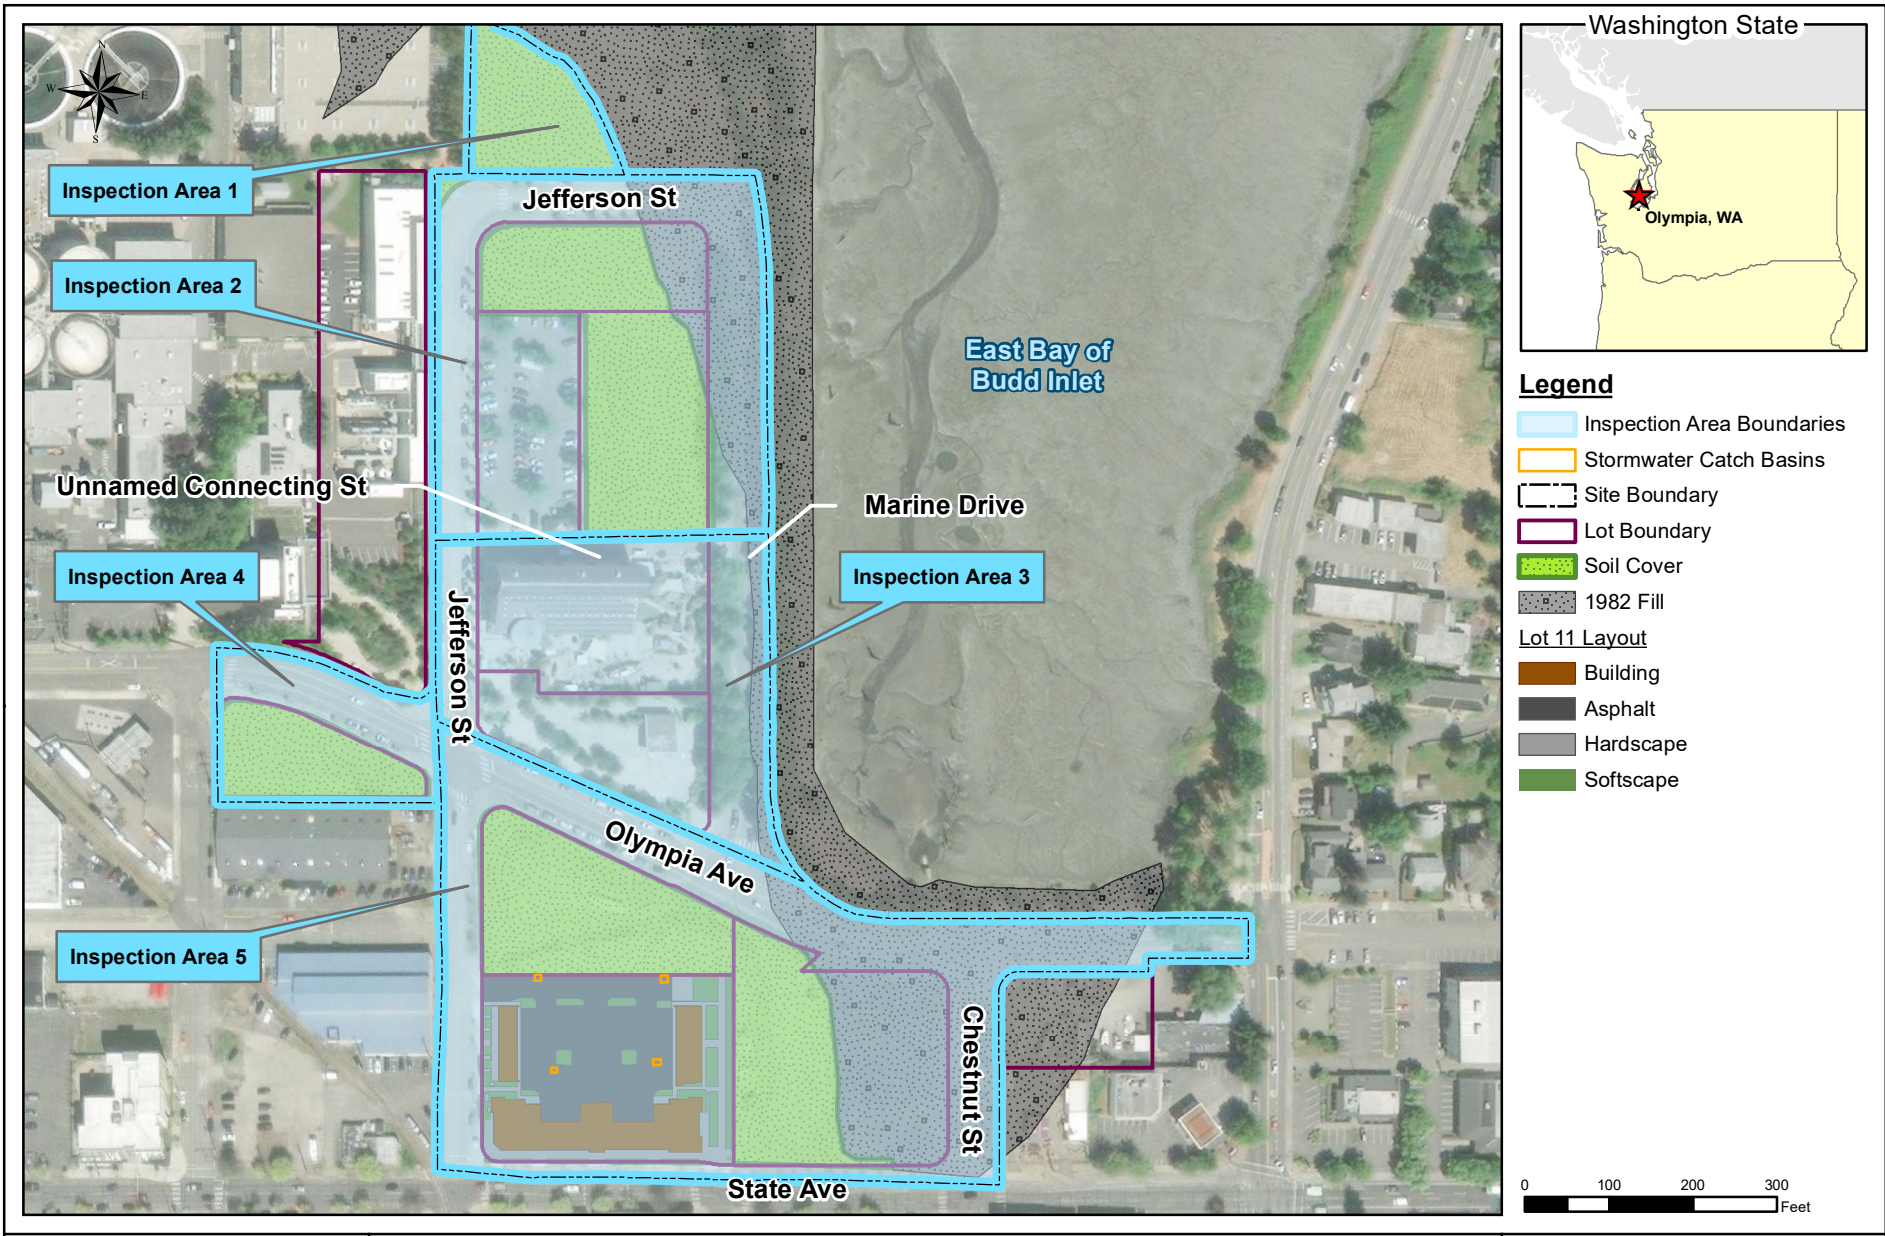 N
W
E
S
Inspection Area 1
Jefferson St
Inspection Area 2
East Bay of
Budd Inlet
Unnamed Connecting St
Marine Drive
Inspection Area 4
Inspection Area 3
Jefferson St
Olympia Ave
Inspection Area 5
Chestnut St
State Ave
Washington State
Olympia, WA
Legend
Inspection Area Boundaries
Stormwater Catch Basins
Site Boundary
Lot Boundary
Soil Cover
1982 Fill
Lot 11 Layout
Building
Asphalt
Hardscape
Softscape
0 100 200 300
Feet